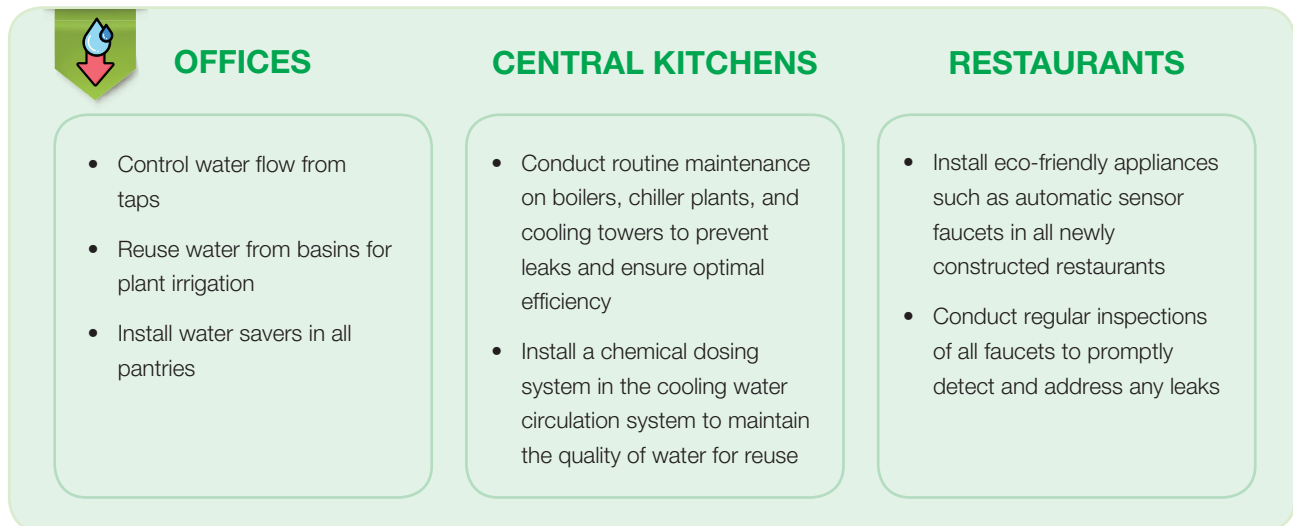 OFFICES
• Control water flow from
taps
• Reuse water from basins for
plant irrigation
• Install water savers in all
pantries
CENTRAL KITCHENS
• Conduct routine maintenance
on boilers, chiller plants, and
cooling towers to prevent
leaks and ensure optimal
efficiency
• Install a chemical dosing
system in the cooling water
circulation system to maintain
the quality of water for reuse
RESTAURANTS
• Install eco-friendly appliances
such as automatic sensor
faucets in all newly
constructed restaurants
• Conduct regular inspections
of all faucets to promptly
detect and address any leaks